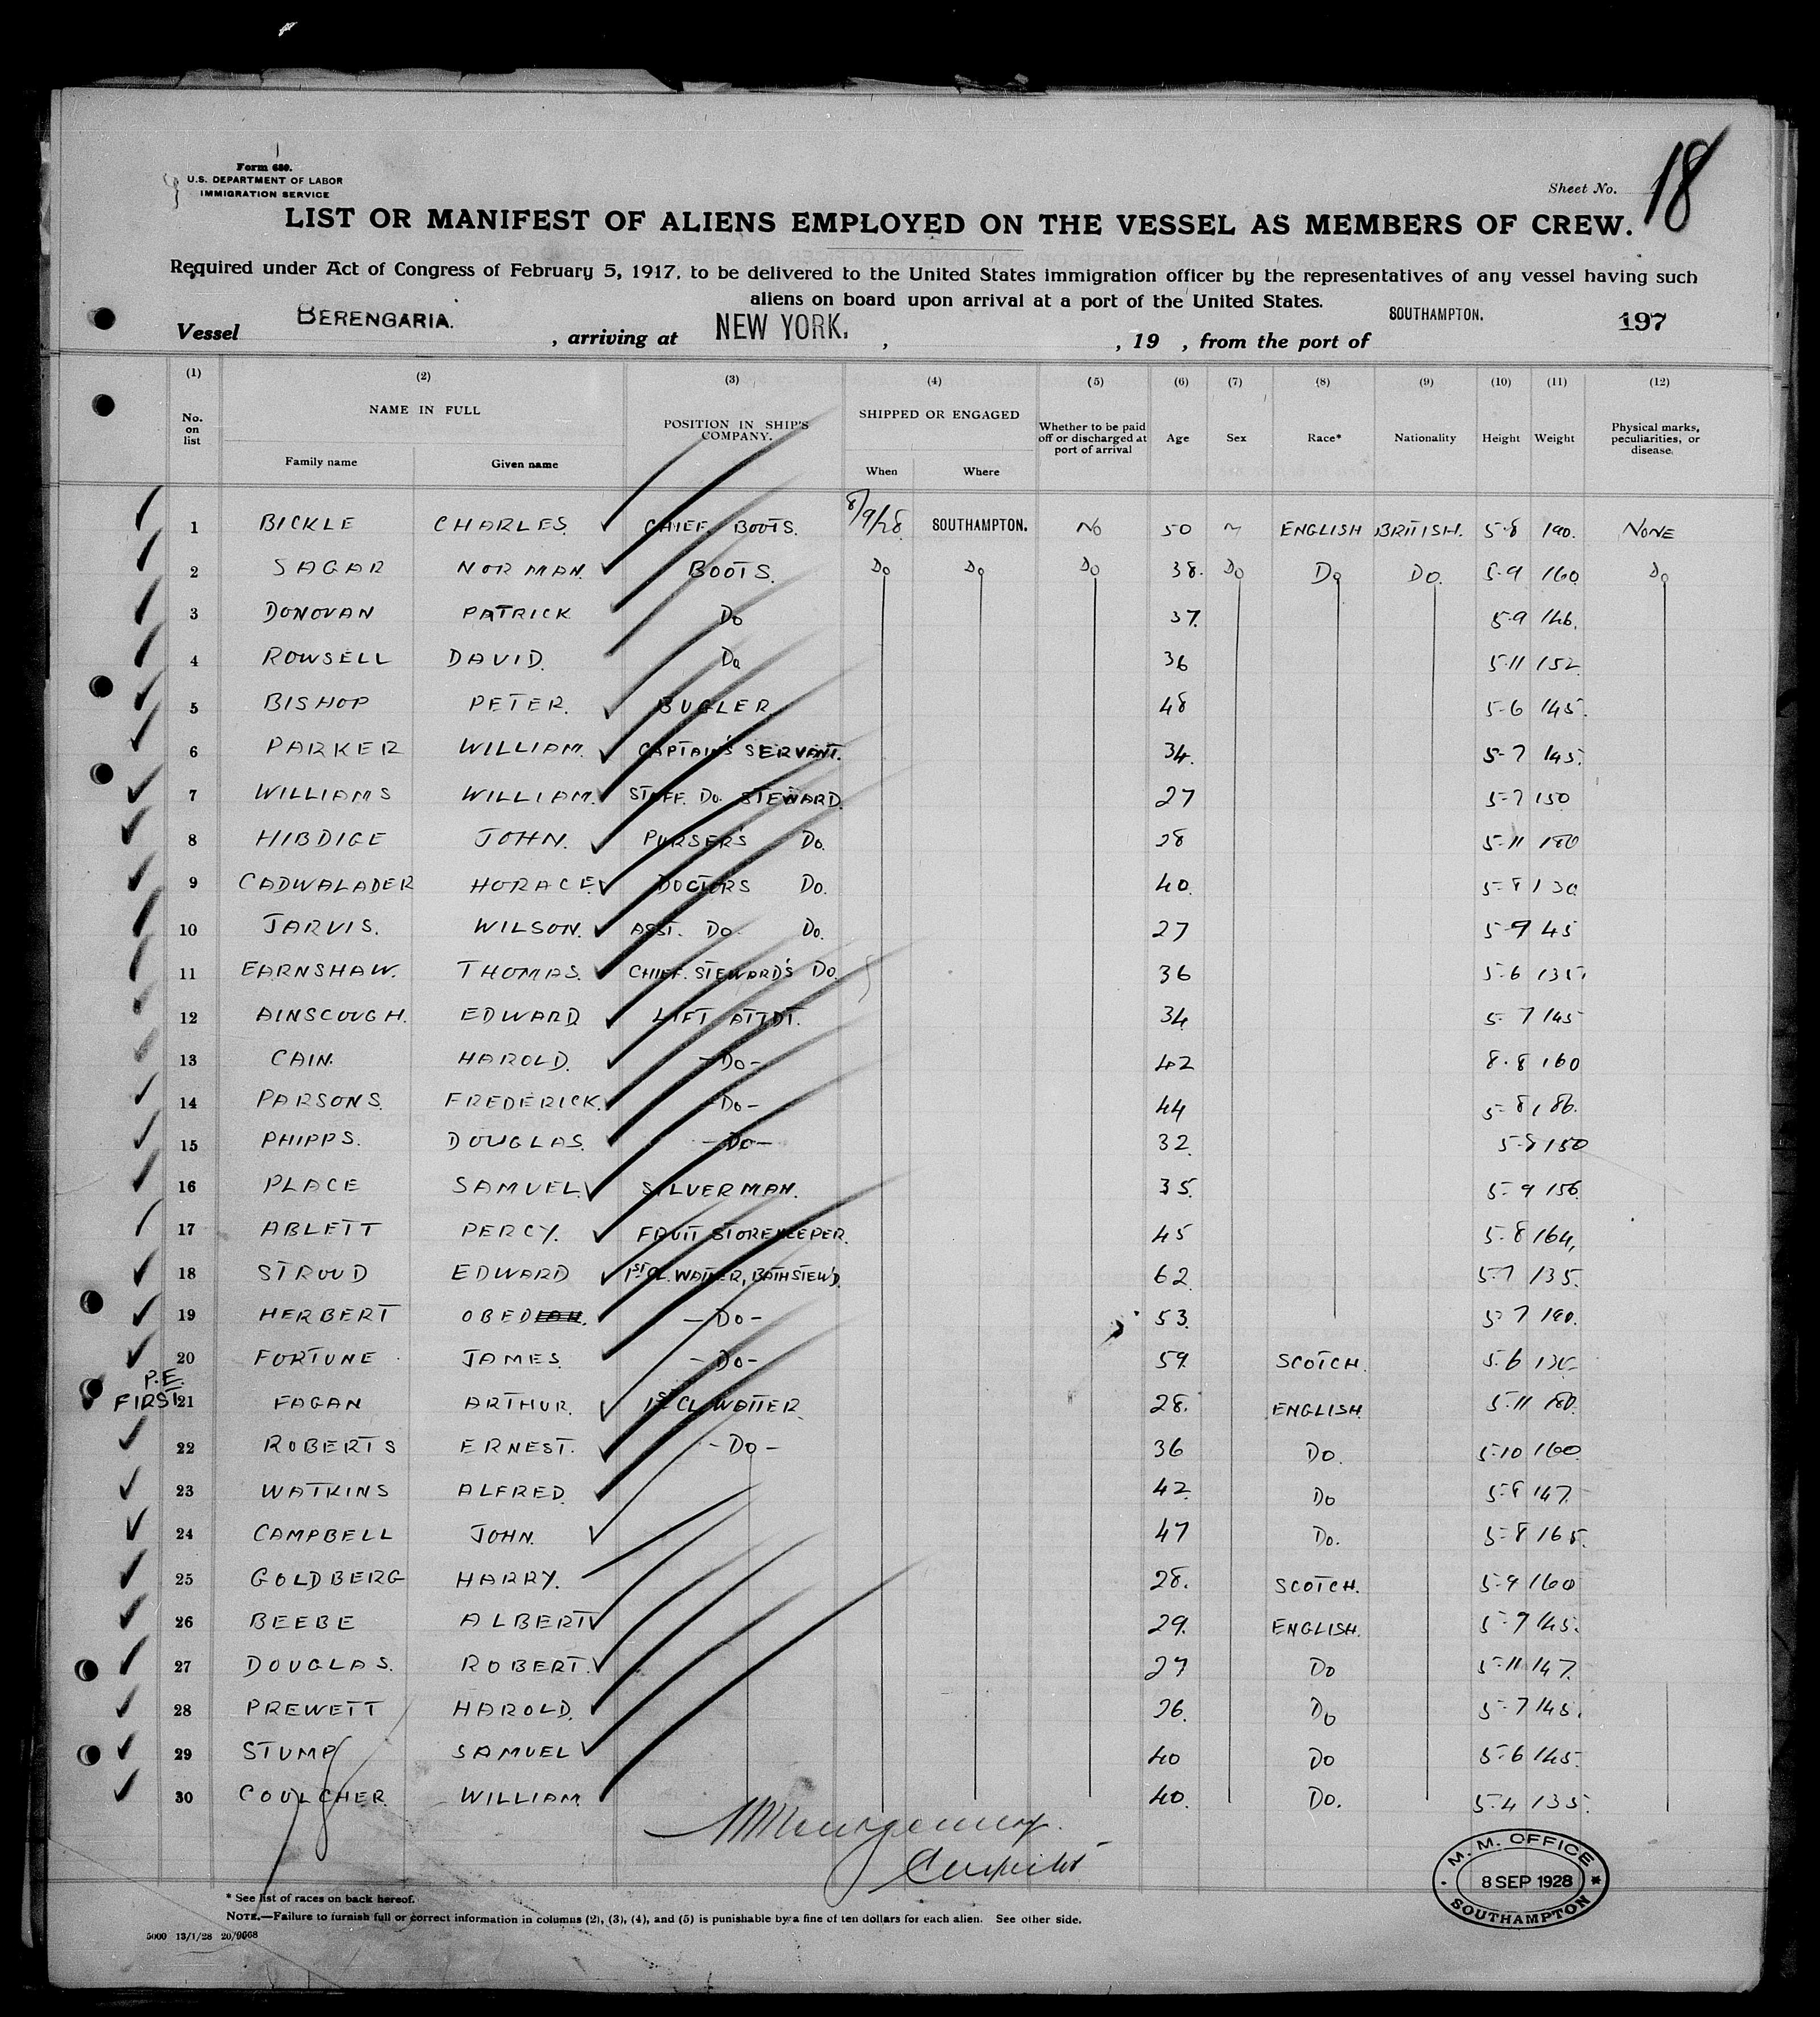 Form 680.
U.S. DEPARTMENT OF LABOR
IMMIGRATION SERVICE
Sheet No. 18
LIST OR MANIFEST OF ALIENS EMPLOYED ON THE VESSEL AS MEMBERS OF CREW.
Required under Act of Congress of February 5, 1917, to be delivered to the United States immigration officer by the representatives of any vessel having such
aliens on board upon arrival at a port of the United States.
Vessel BERENGARIA. , arriving at NEW YORK. , , 19 , from the port of SOUTHAMPTON. 197
(1) (2) (3) (4) (5) (6) (7) (8) (9) (10) (11) (12)
No. on list NAME IN FULL POSITION IN SHIP'S COMPANY. SHIPPED OR ENGAGED Whether to be paid off or discharged at port of arrival Age Sex Race* Nationality Height Weight Physical marks, peculiarities, or disease.
Family name Given name When Where
1 BICKLE CHARLES. CHIEF. BOOTS. 8/9/28 SOUTHAMPTON. NO 50 M ENGLISH BRITISH. 5-8 190. NONE
2 SAGAR NORMAN. BOOTS. Do Do Do 38. Do Do Do. 5-9 160 Do
3 DONOVAN PATRICK Do 37. 5-9 146.
4 ROWSELL DAVID. Do 36 5-11 152
5 BISHOP PETER. BUGLER 48 5-6 145.
6 PARKER WILLIAM. CAPTAIN'S SERVANT. 34. 5-7 145.
7 WILLIAMS WILLIAM. STAFF. Do. STEWARD. 27 5-7 150
8 HIBDIGE JOHN. PURSER'S Do. 28 5-11 180
9 CADWALADER HORACE. DOCTORS Do. 40. 5-8 130
10 JARVIS. WILSON. ASST. Do. Do. 27 5-9 45
11 EARNSHAW. THOMAS. CHIEF. STEWARD'S Do. 36 5-6 135.
12 AINSCOUGH. EDWARD LIFT ATTDT. 34 5-7 145
13 CAIN. HAROLD. -Do- 42 8.8 160
14 PARSONS. FREDERICK. -Do- 44 5-8 186.
15 PHIPPS. DOUGLAS. -Do- 32. 5-8 150
16 PLACE SAMUEL. SILVERMAN. 35. 5-9 156
17 ABLETT PERCY. FRUIT STOREKEEPER. 45 5-8 164,
18 STROUD EDWARD 1ST CL. WAITER, BATH STEW'D. 62. 5-7 135.
19 HERBERT OBED -Do- 53. 5-7 190.
20 FORTUNE JAMES. -Do- 59. SCOTCH. 5-6
P.E.
FIRST 21 FAGAN ARTHUR. 1ST CL WAITER 28. ENGLISH. 5-11 180.
22 ROBERTS ERNEST. -Do- 36 Do. 5-10 160
23 WATKINS ALFRED. 42. Do 5-8 147.
24 CAMPBELL JOHN. 47 Do. 5-8 165.
25 GOLDBERG HARRY. 28. SCOTCH. 5-9 160
26 BEEBE ALBERT 29. ENGLISH. 5-7 145.
27 DOUGLAS. ROBERT. 27 Do 5-11 147.
28 PREWETT HAROLD. 26. Do 5-7 145.
29 STUMP SAMUEL 40 Do 5-6 145.
30 COULCHER. WILLIAM. 40. Do. 5-4 135.
M. M. OFFICE
8 SEP 1928
SOUTHAMPTON
* See list of races on back hereof.
NOTE.—Failure to furnish full or correct information in columns (2), (3), (4), and (5) is punishable by a fine of ten dollars for each alien. See other side.
5000 13/1/28 20/9668